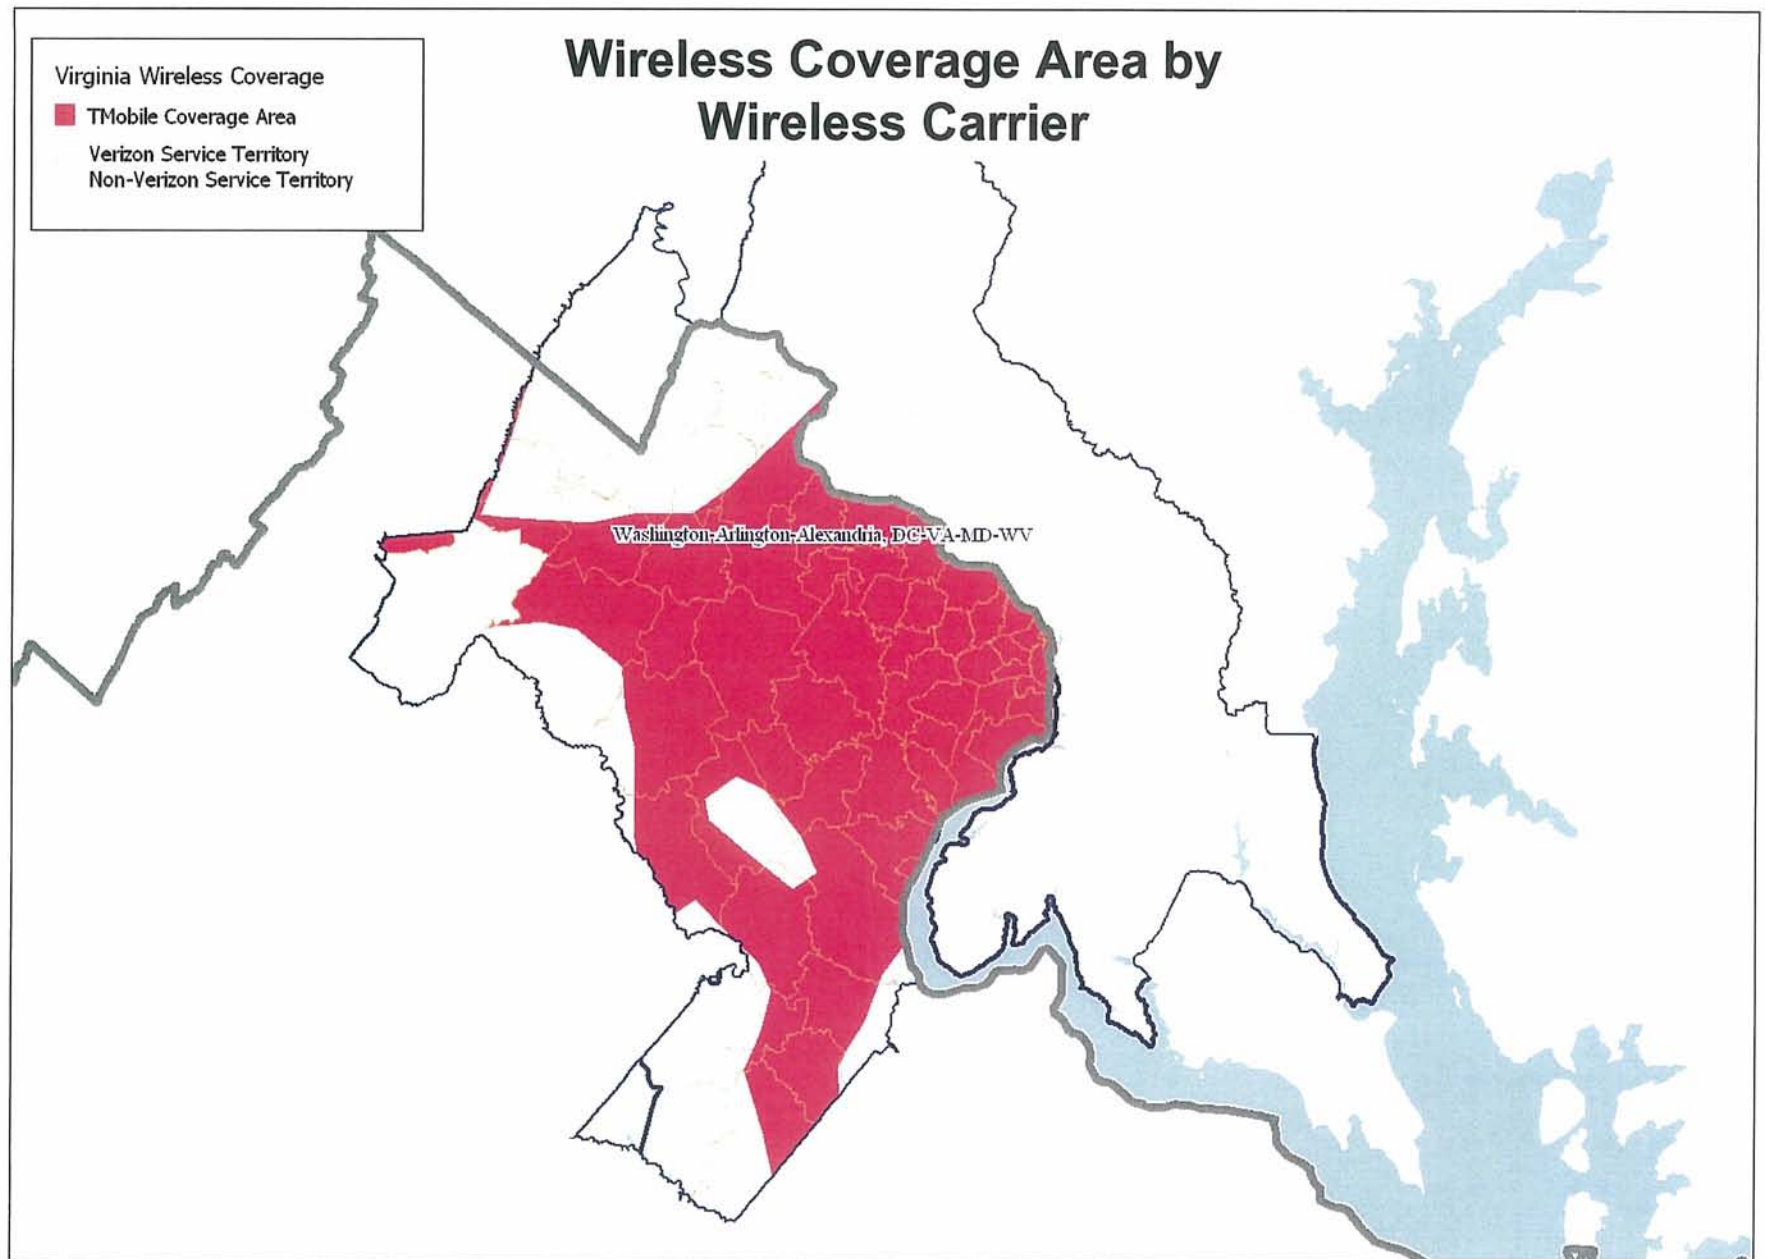 Wireless Coverage Area by
Wireless Carrier
Virginia Wireless Coverage
TMobile Coverage Area
Verizon Service Territory
Non-Verizon Service Territory
Washington-Arlington-Alexandria, DC-VA-MD-WV